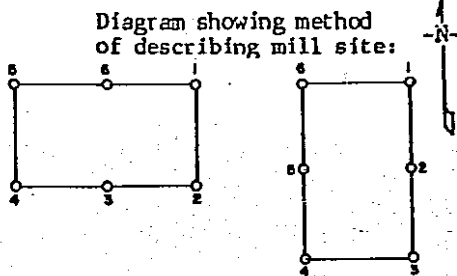 Diagram showing method
of describing mill site:
-N-
5 6 1
4 3 2
6 1
5 2
4 3